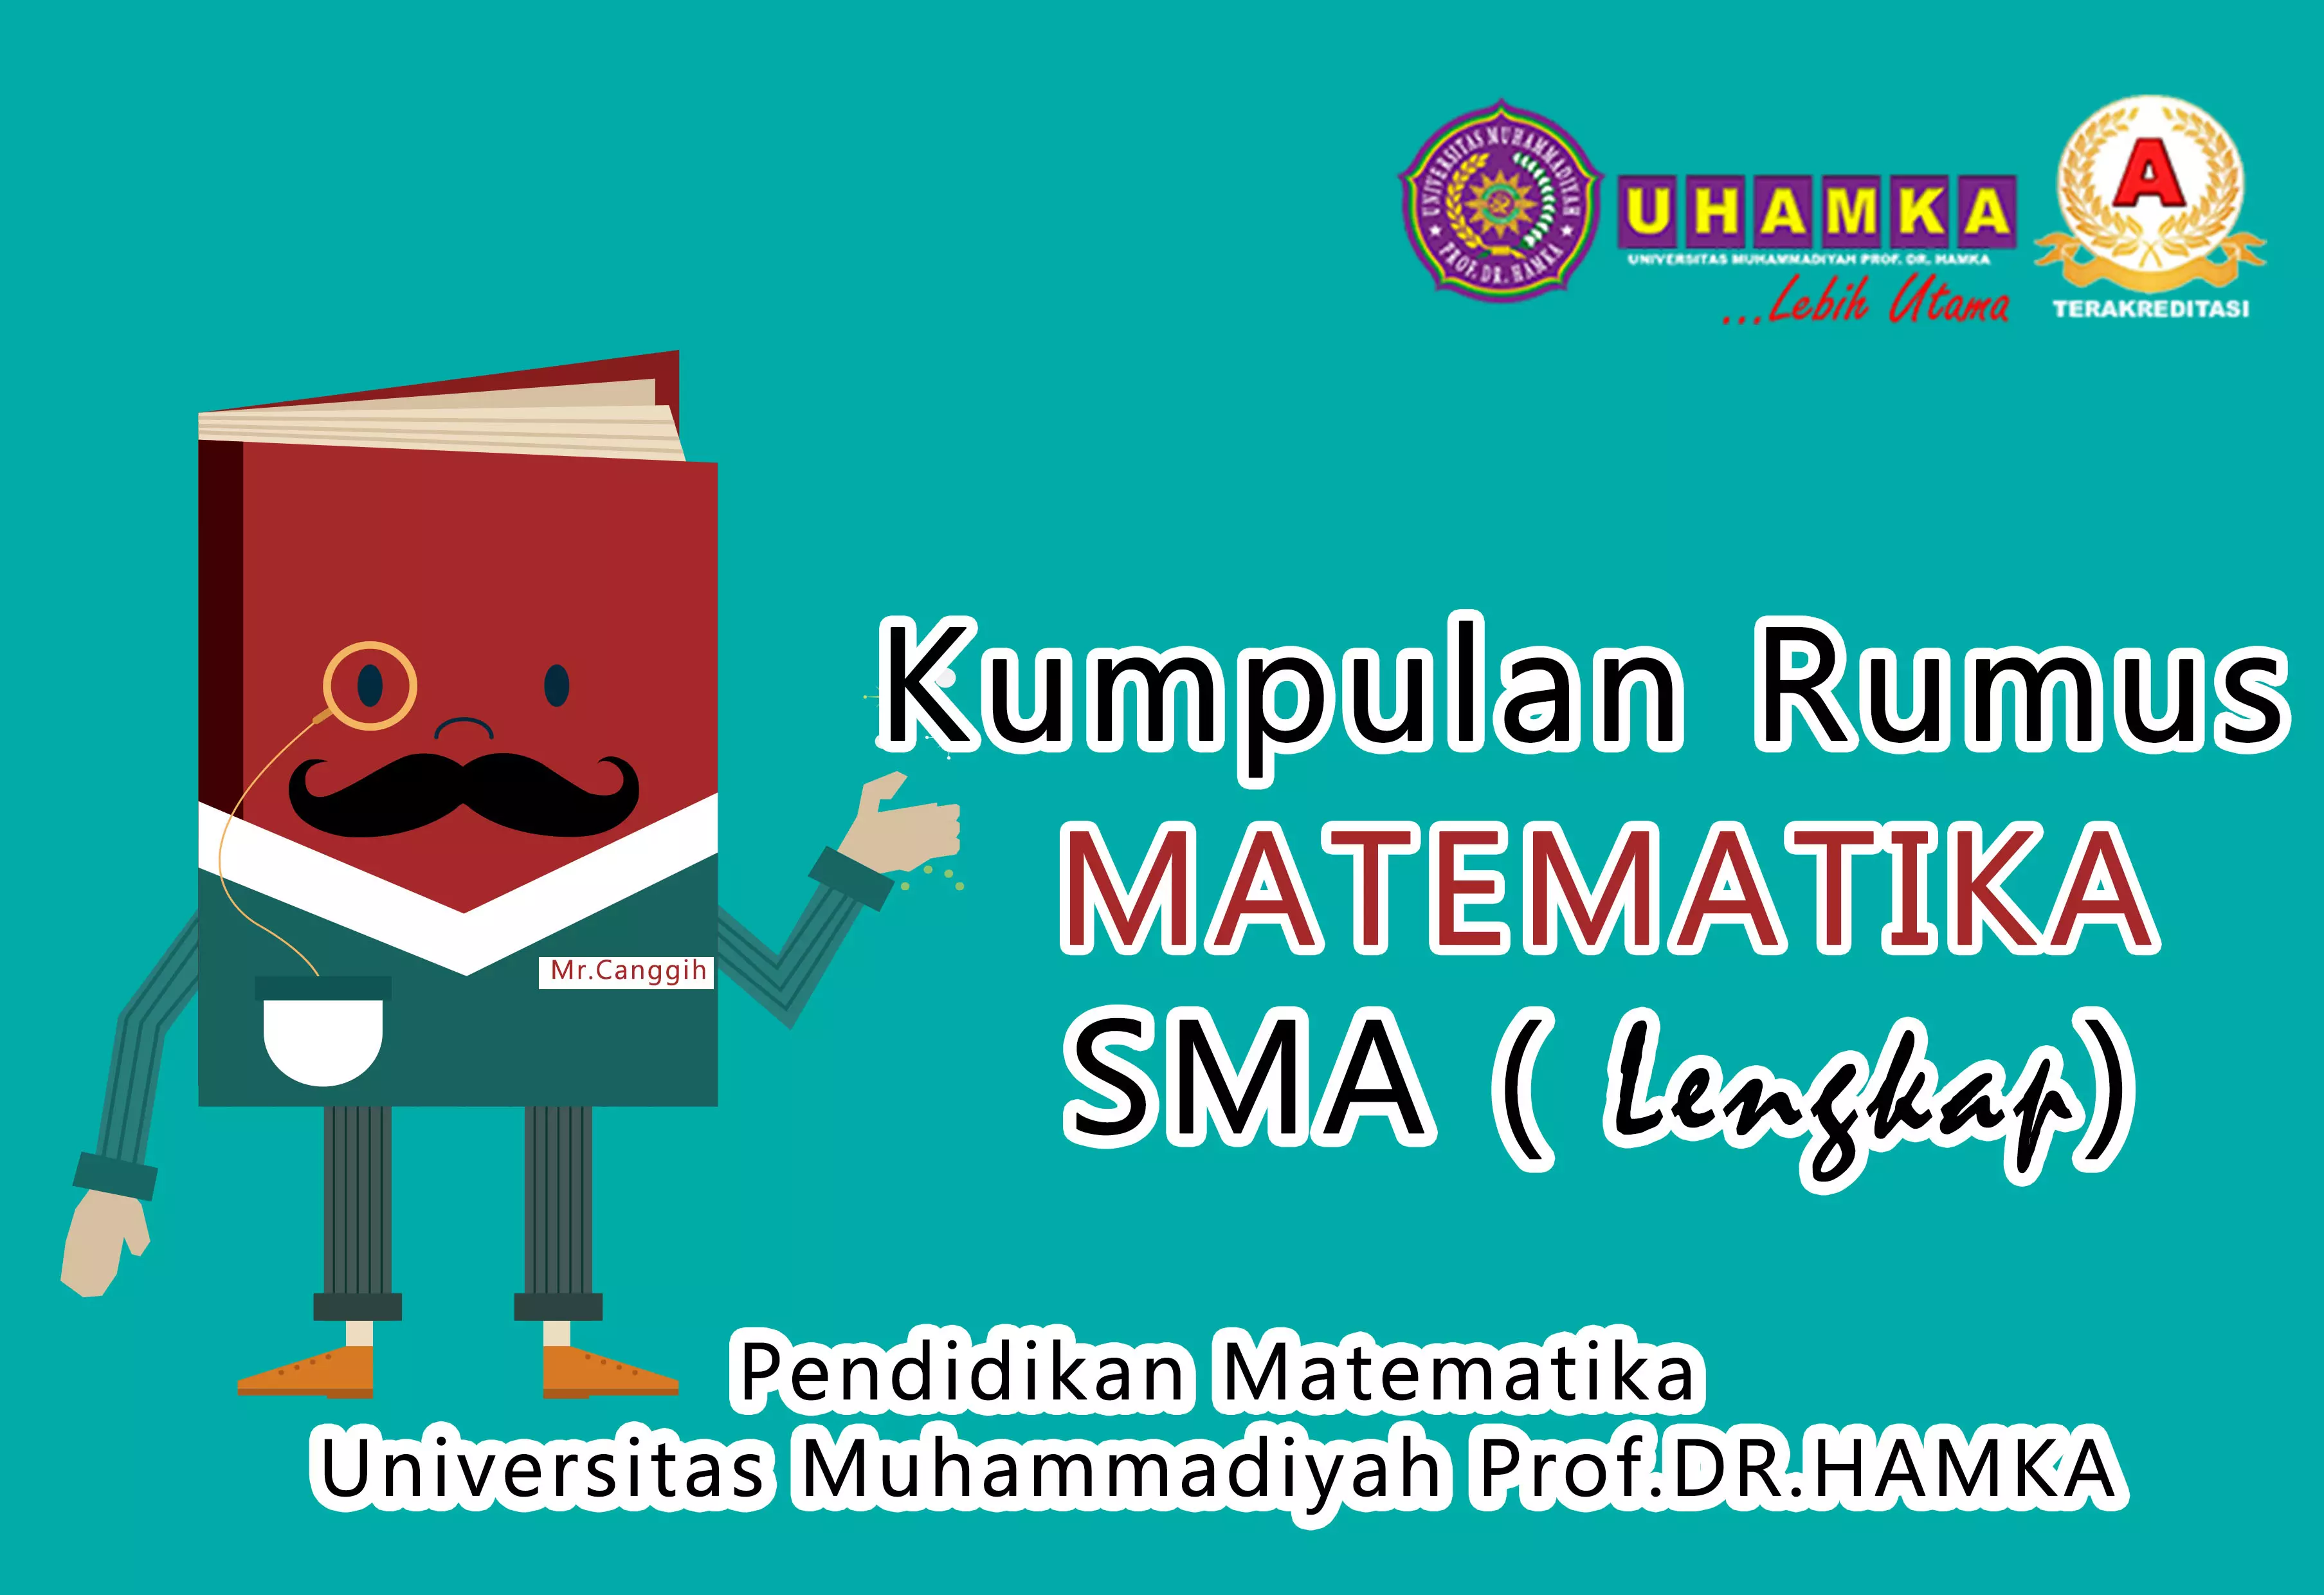 UNIVERSITAS MUHAMMADIYAH
PROF. DR. HAMKA
UHAMKA
UNIVERSITAS MUHAMMADIYAH PROF. DR. HAMKA
...Lebih Utama
A
TERAKREDITASI
Kumpulan Rumus
MATEMATIKA
SMA ( Lengkap)
Mr.Canggih
Pendidikan Matematika
Universitas Muhammadiyah Prof.DR.HAMKA